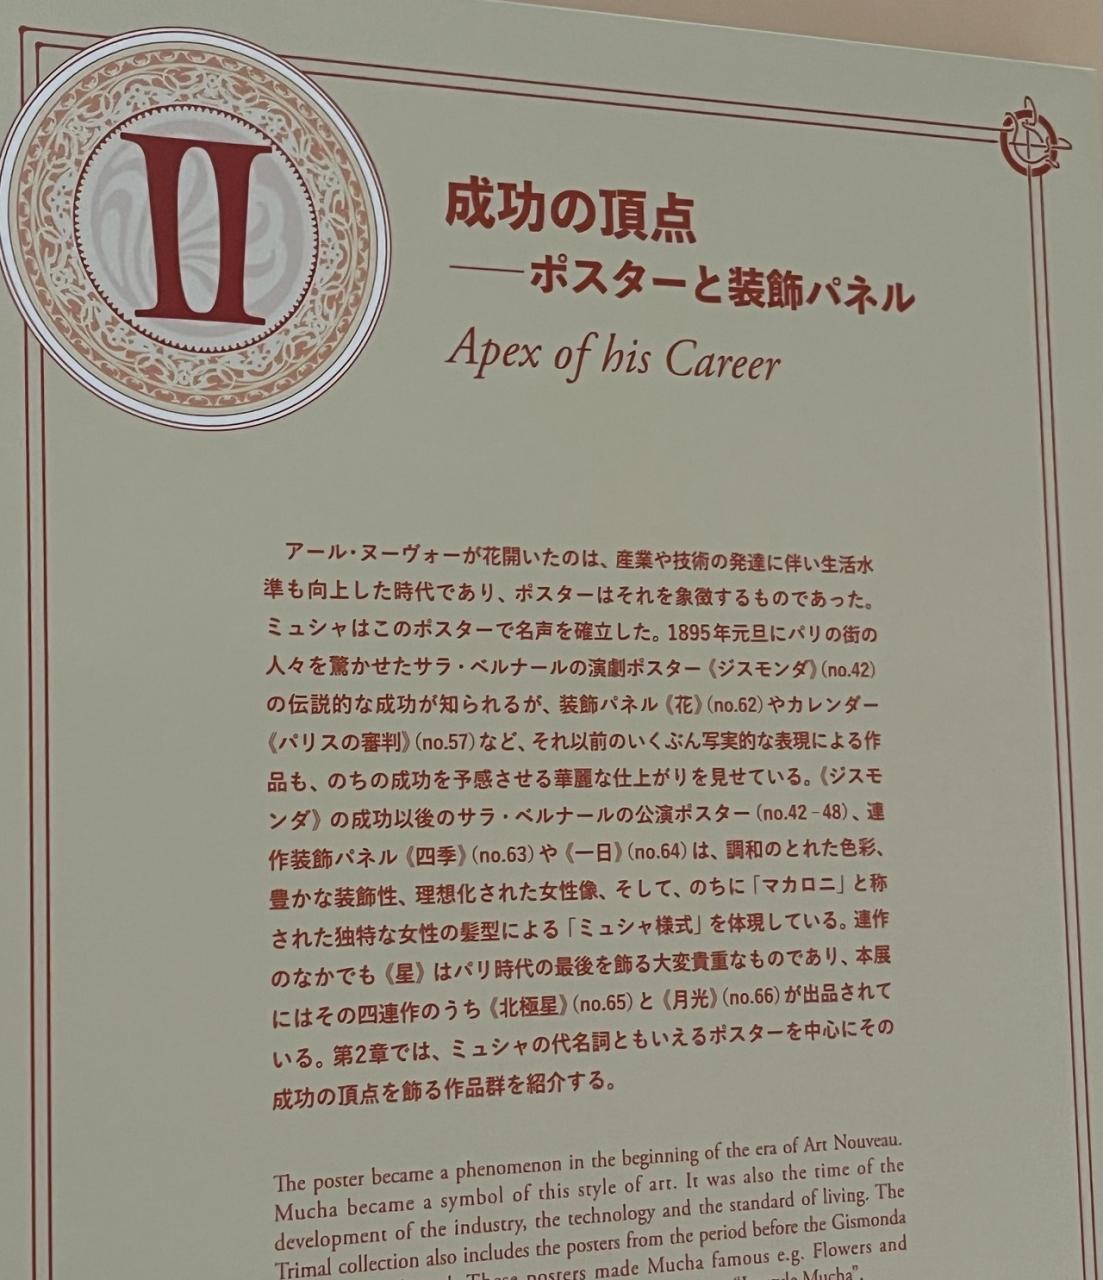 II
成功の頂点
——ポスターと装飾パネル
Apex of his Career
アール・ヌーヴォーが花開いたのは、産業や技術の発達に伴い生活水
準も向上した時代であり、ポスターはそれを象徴するものであった。
ミュシャはこのポスターで名声を確立した。1895年元旦にパリの街の
人々を驚かせたサラ・ベルナールの演劇ポスター《ジスモンダ》(no.42)
の伝説的な成功が知られるが、装飾パネル《花》(no.62)やカレンダー
《パリスの審判》(no.57)など、それ以前のいくぶん写実的な表現による作
品も、のちの成功を予感させる華麗な仕上がりを見せている。《ジスモ
ンダ》の成功以後のサラ・ベルナールの公演ポスター(no.42-48)、連
作装飾パネル《四季》(no.63)や《一日》(no.64)は、調和のとれた色彩、
豊かな装飾性、理想化された女性像、そして、のちに「マカロニ」と称
された独特な女性の髪型による「ミュシャ様式」を体現している。連作
のなかでも《星》はパリ時代の最後を飾る大変貴重なものであり、本展
にはその四連作のうち《北極星》(no.65)と《月光》(no.66)が出品されて
いる。第2章では、ミュシャの代名詞ともいえるポスターを中心にその
成功の頂点を飾る作品群を紹介する。
The poster became a phenomenon in the beginning of the era of Art Nouveau.
Mucha became a symbol of this style of art. It was also the time of the
development of the industry, the technology and the standard of living. The
Trimal collection also includes the posters from the period before the Gismonda
posters made Mucha famous e.g. Flowers and
Mucha".